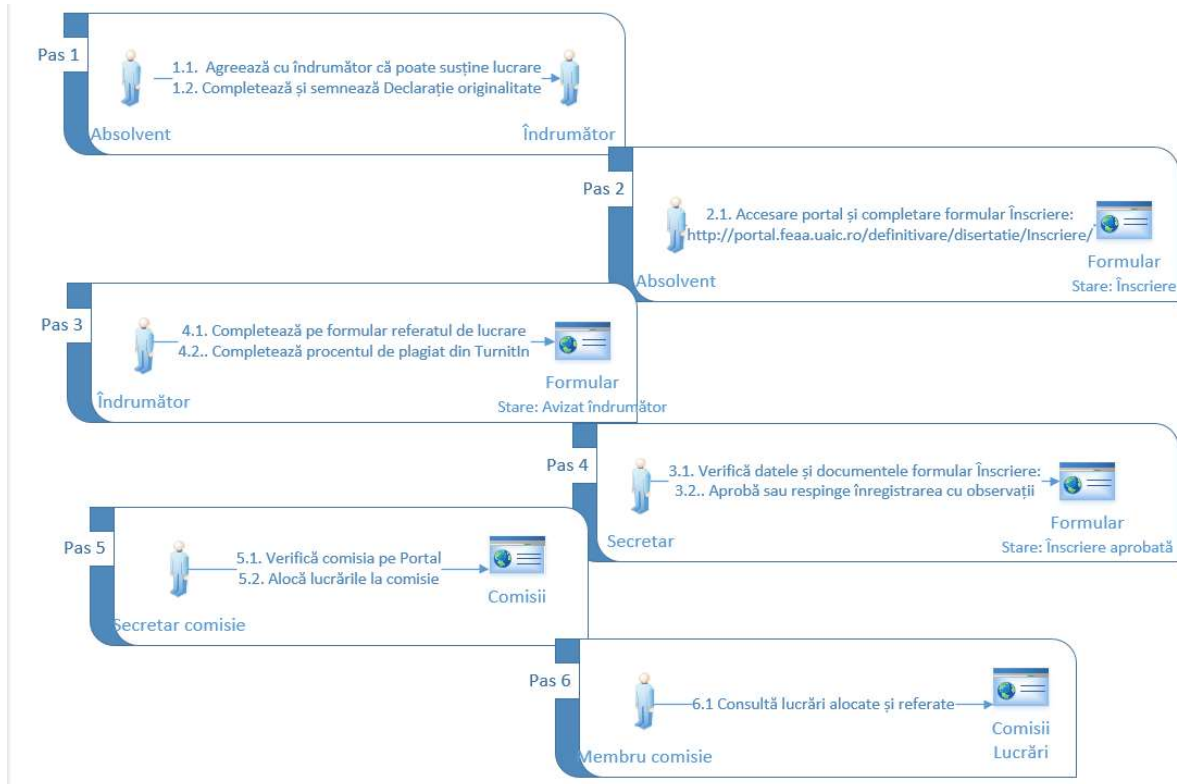 Pas 1
1.1. Agreează cu îndrumător că poate susține lucrare
1.2. Completează și semnează Declarație originalitate
Absolvent
Îndrumător
Pas 2
2.1. Accesare portal și completare formular Înscriere:
http://portal.feaa.uaic.ro/definitivare/disertatie/Inscriere/
Absolvent
Formular
Stare: Înscriere
Pas 3
4.1. Completează pe formular referatul de lucrare
4.2.. Completează procentul de plagiat din TurnitIn
Îndrumător
Formular
Stare: Avizat îndrumător
Pas 4
3.1. Verifică datele și documentele formular Înscriere:
3.2.. Aprobă sau respinge înregistrarea cu observații
Secretar
Formular
Stare: Înscriere aprobată
Pas 5
5.1. Verifică comisia pe Portal
5.2. Alocă lucrările la comisie
Secretar comisie
Comisii
Pas 6
6.1 Consultă lucrări alocate și referate
Membru comisie
Comisii
Lucrări